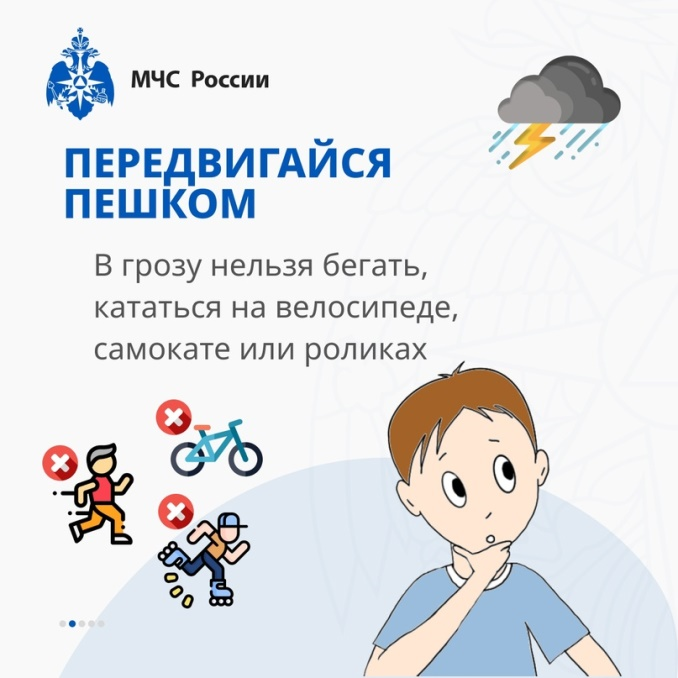 МЧС России
ПЕРЕДВИГАЙСЯ
ПЕШКОМ
В грозу нельзя бегать,
кататься на велосипеде,
самокате или роликах